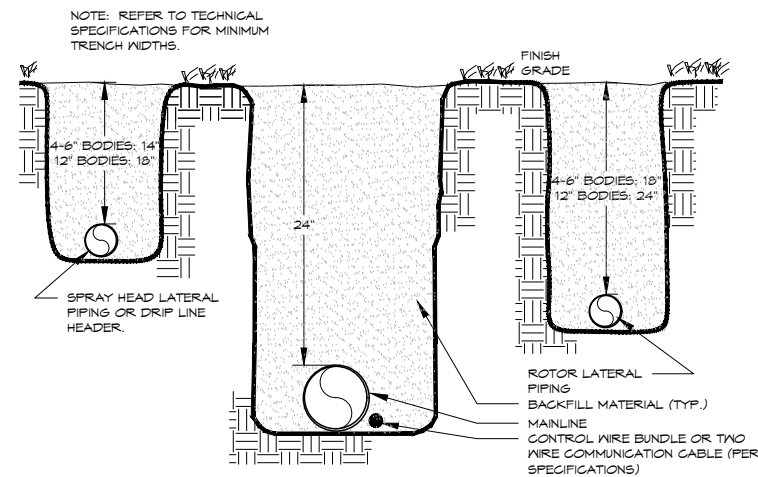 NOTE: REFER TO TECHNICAL
SPECIFICATIONS FOR MINIMUM
TRENCH WIDTHS.
FINISH
GRADE
4-6" BODIES: 14"
12" BODIES: 18"
24"
4-6" BODIES: 18"
12" BODIES: 24"
SPRAY HEAD LATERAL
PIPING OR DRIP LINE
HEADER.
ROTOR LATERAL
PIPING
BACKFILL MATERIAL (TYP.)
MAINLINE
CONTROL WIRE BUNDLE OR TWO
WIRE COMMUNICATION CABLE (PER
SPECIFICATIONS)